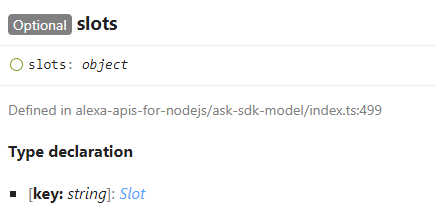 Optional slots
slots: object
Defined in alexa-apis-for-nodejs/ask-sdk-model/index.ts:499
Type declaration
[key: string]: Slot